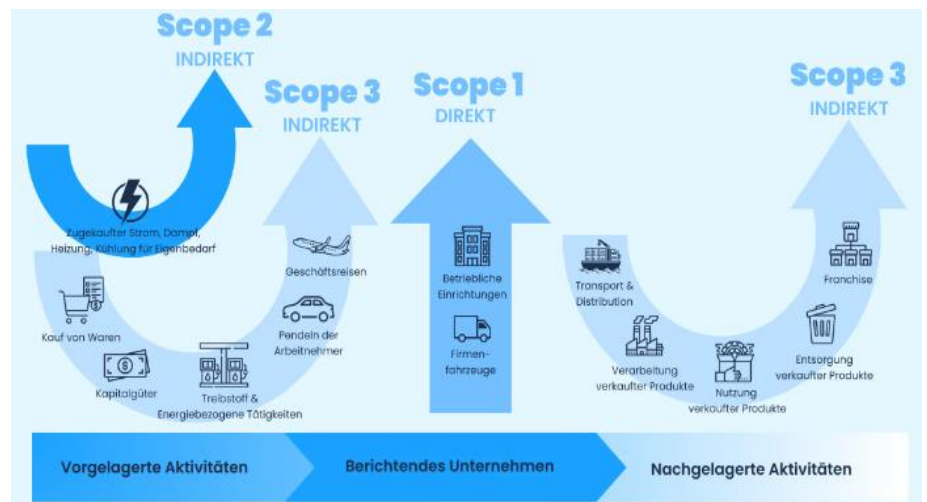 Scope 2
INDIREKT
Scope 3
INDIREKT
Scope 1
DIREKT
Scope 3
INDIREKT
Zugekaufter Strom, Dampf,
Heizung, Kühlung für Eigenbedarf
Kauf von Waren
Kapitalgüter
Treibstoff &
Energiebezogene Tätigkeiten
Geschäftsreisen
Pendeln der
Arbeitnehmer
Betriebliche
Einrichtungen
Firmen-
fahrzeuge
Transport &
Distribution
Verarbeitung
verkaufter Produkte
Nutzung
verkaufter Produkte
Entsorgung
verkaufter Produkte
Franchise
Vorgelagerte Aktivitäten
Berichtendes Unternehmen
Nachgelagerte Aktivitäten